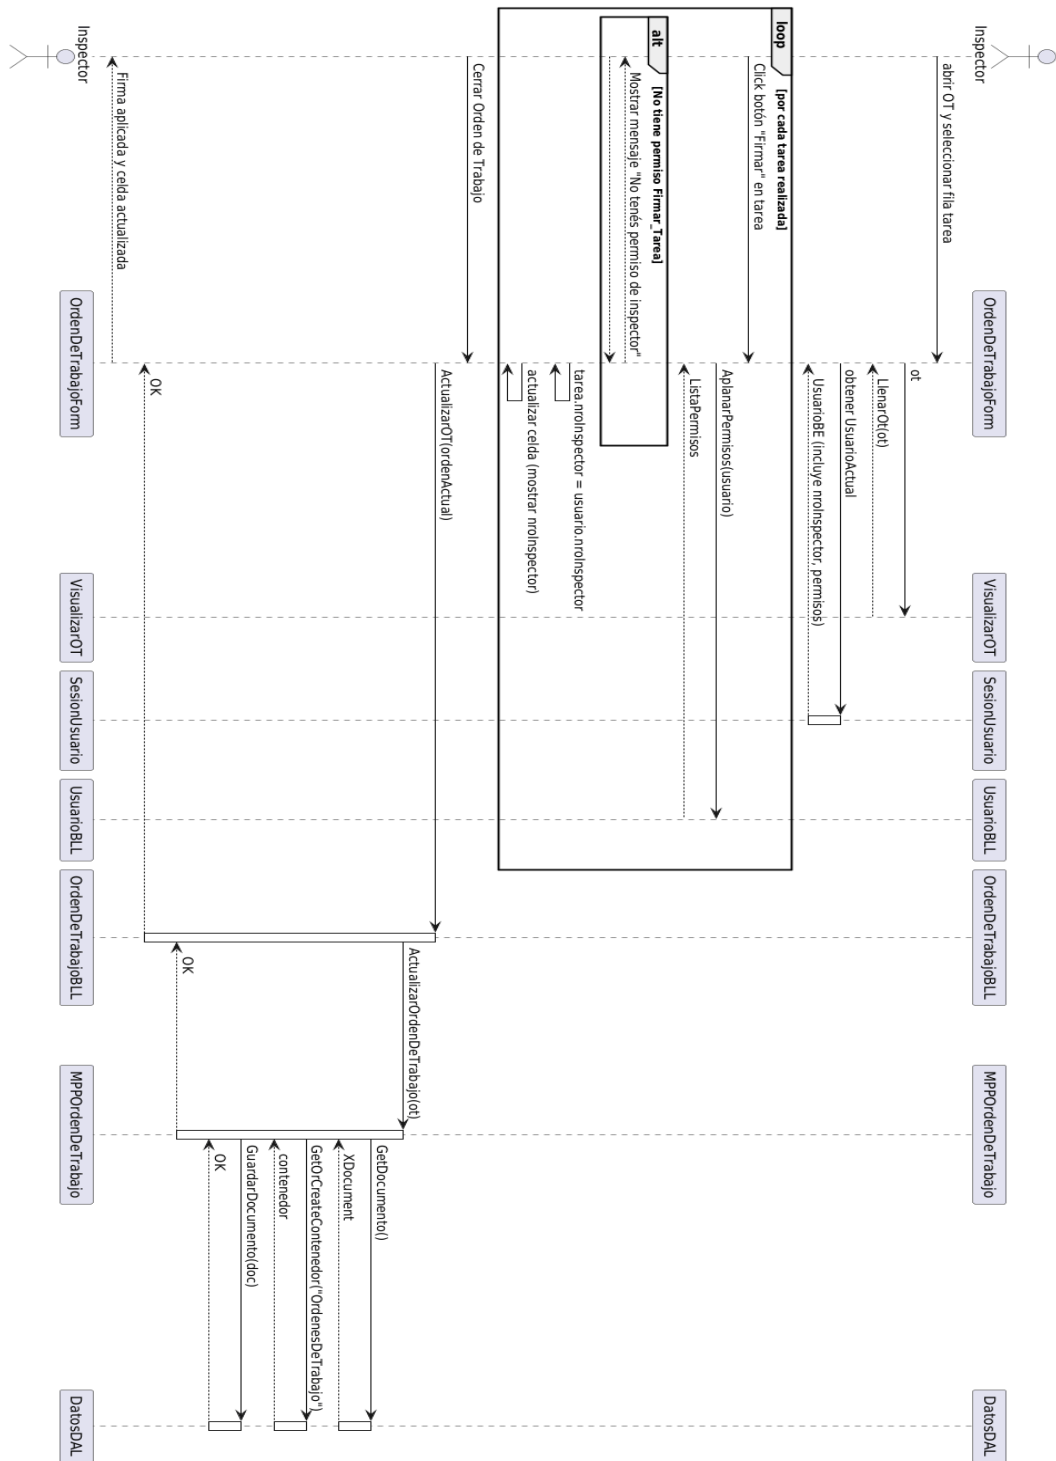 Inspector
OrdenDeTrabajoForm
VisualizarOT
SesionUsuario
UsuarioBLL
OrdenDeTrabajoBLL
MPPOrdenDeTrabajo
DatosDAL
abrir OT y seleccionar fila tarea
ot
LlenarOt(ot)
obtener UsuarioActual
UsuarioBE (incluye nroInspector, permisos)
loop
[por cada tarea realizada]
Click botón "Firmar" en tarea
AplanarPermisos(usuario)
ListaPermisos
alt
[No tiene permiso Firmar_Tarea]
Mostrar mensaje "No tenés permiso de inspector"
tarea.nroInspector = usuario.nroInspector
actualizar celda (mostrar nroInspector)
Cerrar Orden de Trabajo
ActualizarOT(ordenActual)
ActualizarOrdenDeTrabajo(ot)
GetDocumento()
XDocument
GetOrCreateContenedor("OrdenesDeTrabajo")
contenedor
GuardarDocumento(doc)
OK
OK
OK
Firma aplicada y celda actualizada
Inspector
OrdenDeTrabajoForm
VisualizarOT
SesionUsuario
UsuarioBLL
OrdenDeTrabajoBLL
MPPOrdenDeTrabajo
DatosDAL